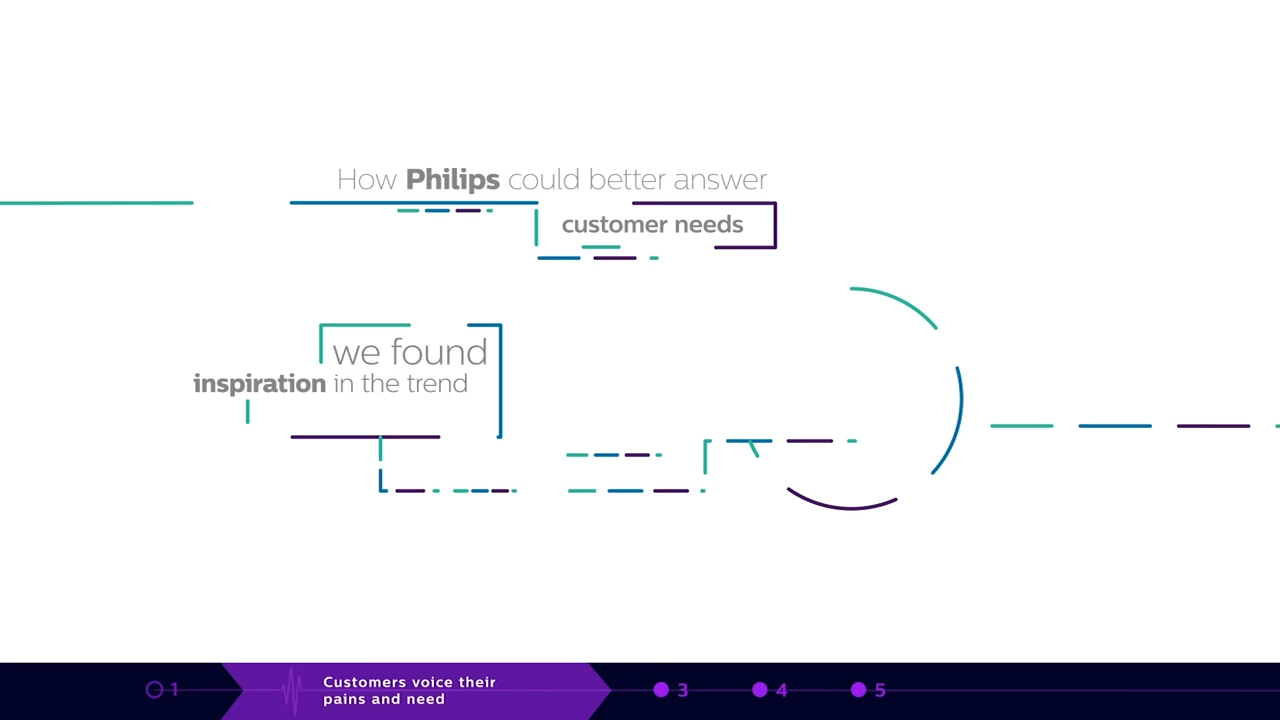 How Philips could better answer
customer needs
we found
inspiration in the trend
1
Customers voice their
pains and need
3
4
5